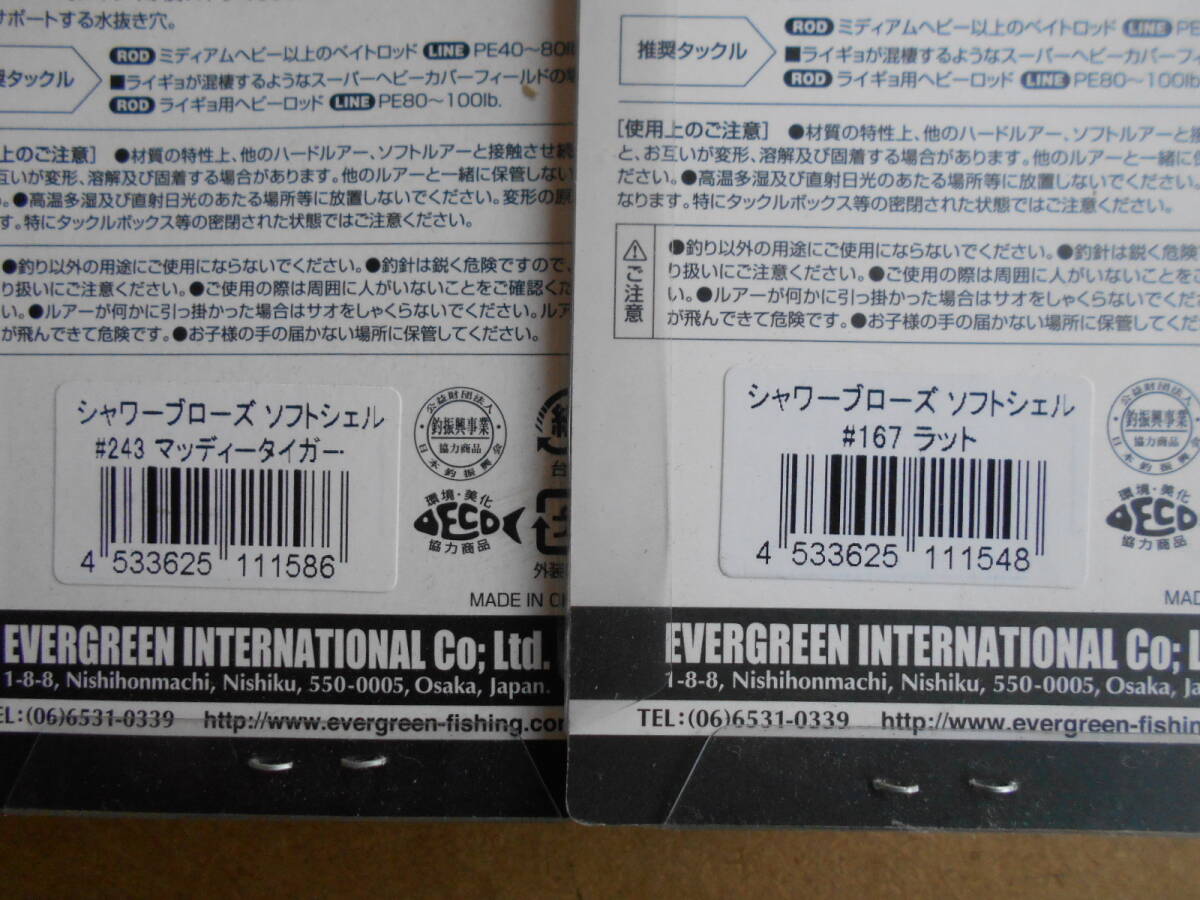 サポートする水抜き穴。
ROD ミディアムヘビー以上のベイトロッド LINE PE40〜80lb
タックル
■ライギョが混棲するようなスーパーヘビーカバーフィールドの
ROD ライギョ用ヘビーロッド LINE PE80〜100lb.
上のご注意] ●材質の特性上、他のハードルアー、ソフトルアーと接触させ続
互いが変形、溶解及び固着する場合があります。他のルアーと一緒に保管しない
。●高温多湿及び直射日光のあたる場所等に放置しないでください。変形の原
す。特にタックルボックス等の密閉された状態ではご注意ください。
●釣り以外の用途にご使用にならないでください。●釣針は鋭く危険ですので、
り扱いにご注意ください。●ご使用の際は周囲に人がいないことをご確認くだ
い。●ルアーが何かに引っ掛かった場合はサオをしゃくらないでください。ルア
が飛んできて危険です。●お子様の手の届かない場所に保管してください。
シャワーブローズ ソフトシェル
#243 マッディータイガー
4 533625 111586
公益財団法人
釣振興事業
協力商品
日本釣振興会
環境・美化
DECO
協力商品
台
外装
MADE IN CH
EVERGREEN INTERNATIONAL Co; Ltd.
1-8-8, Nishihonmachi, Nishiku, 550-0005, Osaka, Japan.
EL:(06)6531-0339 http://www.evergreen-fishing.com
推奨タックル
ROD ミディアムヘビー以上のベイトロッド LINE PE
■ライギョが混棲するようなスーパーヘビーカバーフィ
ROD ライギョ用ヘビーロッド LINE PE80〜100lb
[使用上のご注意] ●材質の特性上、他のハードルアー、ソフトルアーと接
と、お互いが変形、溶解及び固着する場合があります。他のルアーと一緒に
ださい。●高温多湿及び直射日光のあたる場所等に放置しないでください。
なります。特にタックルボックス等の密閉された状態ではご注意ください。
ご注意
●釣り以外の用途にご使用にならないでください。●釣針は鋭く危険
り扱いにご注意ください。●ご使用の際は周囲に人がいないことを
い。●ルアーが何かに引っ掛かった場合はサオをしゃくらないでくだ
が飛んできて危険です。●お子様の手の届かない場所に保管してくだ
シャワーブローズ ソフトシェル
#167 ラット
4 533625 111548
公益財団法人
釣振興事業
協力商品
日本釣振興会
環境・美化
DECO
協力商品
MAD
EVERGREEN INTERNATIONAL Co; L
1-8-8, Nishihonmachi, Nishiku, 550-0005, Osaka, Ja
TEL:(06)6531-0339 http://www.evergreen-fishing